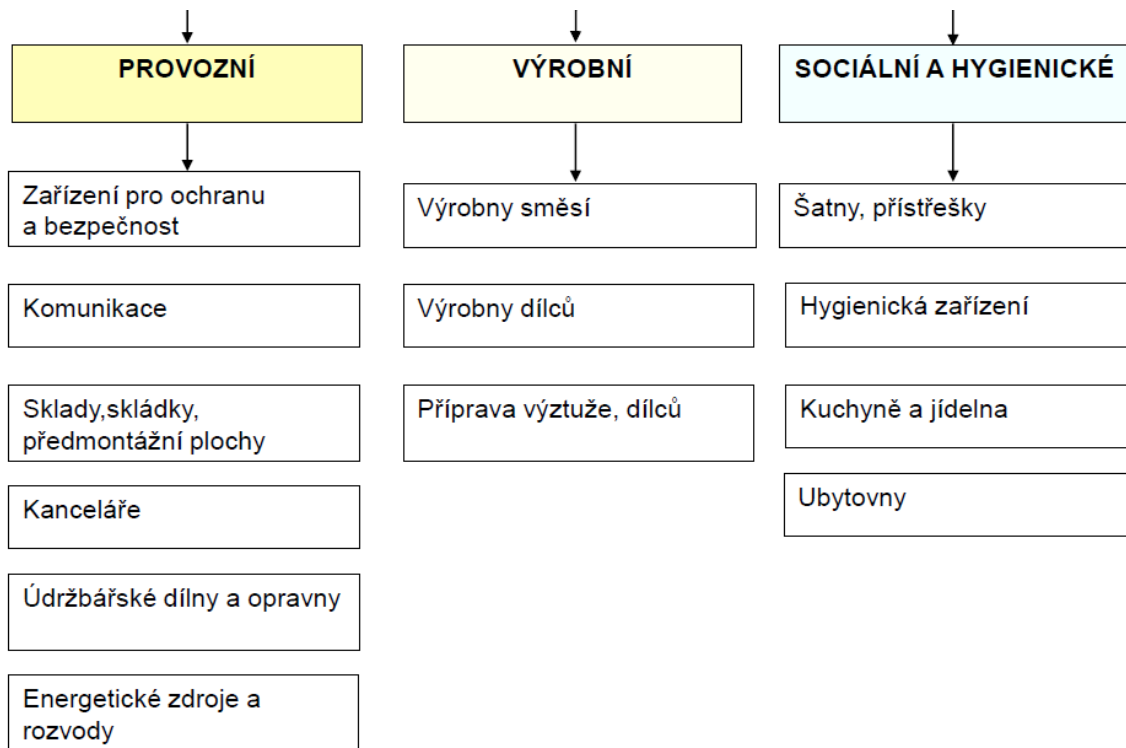 PROVOZNÍ
Zařízení pro ochranu
a bezpečnost
Komunikace
Sklady,skládky,
předmontážní plochy
Kanceláře
Údržbářské dílny a opravny
Energetické zdroje a
rozvody
VÝROBNÍ
Výrobny směsí
Výrobny dílců
Příprava výztuže, dílců
SOCIÁLNÍ A HYGIENICKÉ
Šatny, přístřešky
Hygienická zařízení
Kuchyně a jídelna
Ubytovny